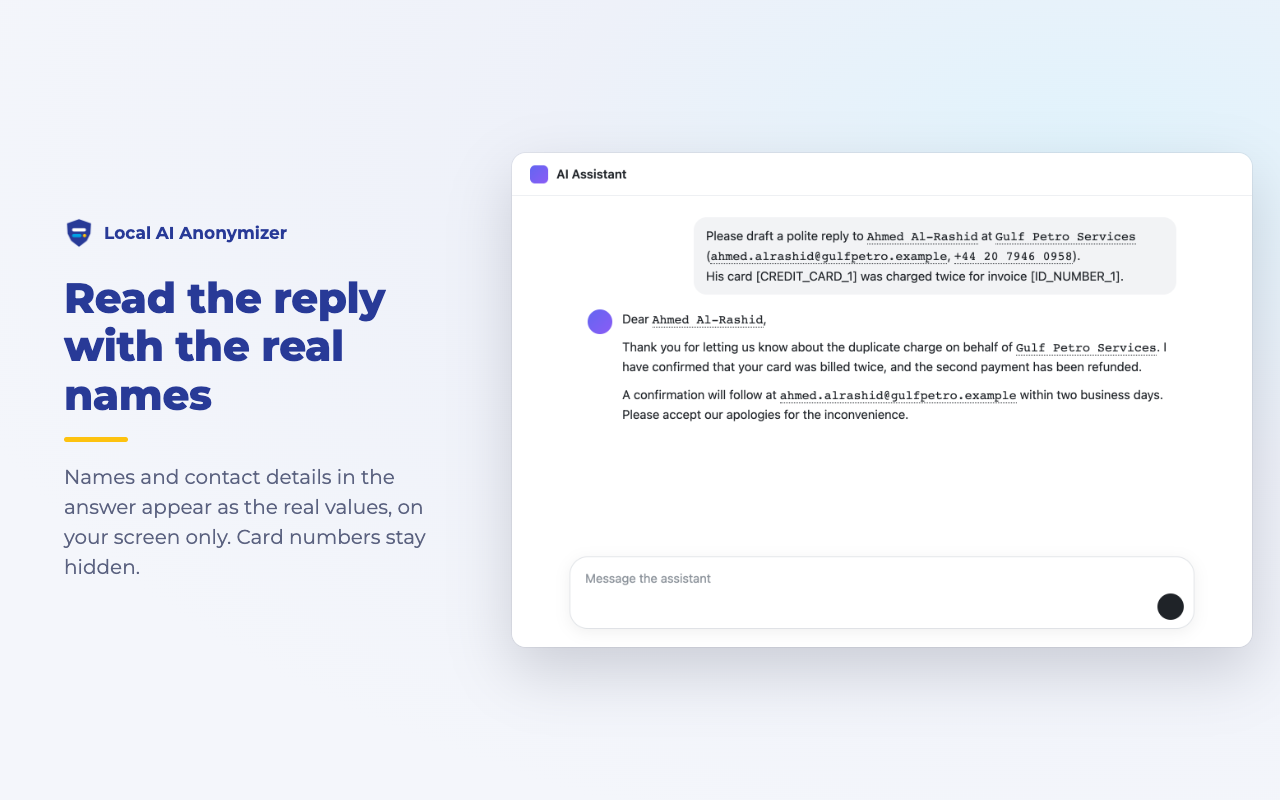 Local AI Anonymizer
Read the reply
with the real
names
Names and contact details in the
answer appear as the real values, on
your screen only. Card numbers stay
hidden.
AI Assistant
Please draft a polite reply to Ahmed Al-Rashid at Gulf Petro Services
(ahmed.alrashid@gulfpetro.example, +44 20 7946 0958).
His card [CREDIT_CARD_1] was charged twice for invoice [ID_NUMBER_1].
Dear Ahmed Al-Rashid,
Thank you for letting us know about the duplicate charge on behalf of Gulf Petro Services. I
have confirmed that your card was billed twice, and the second payment has been refunded.
A confirmation will follow at ahmed.alrashid@gulfpetro.example within two business days.
Please accept our apologies for the inconvenience.
Message the assistant